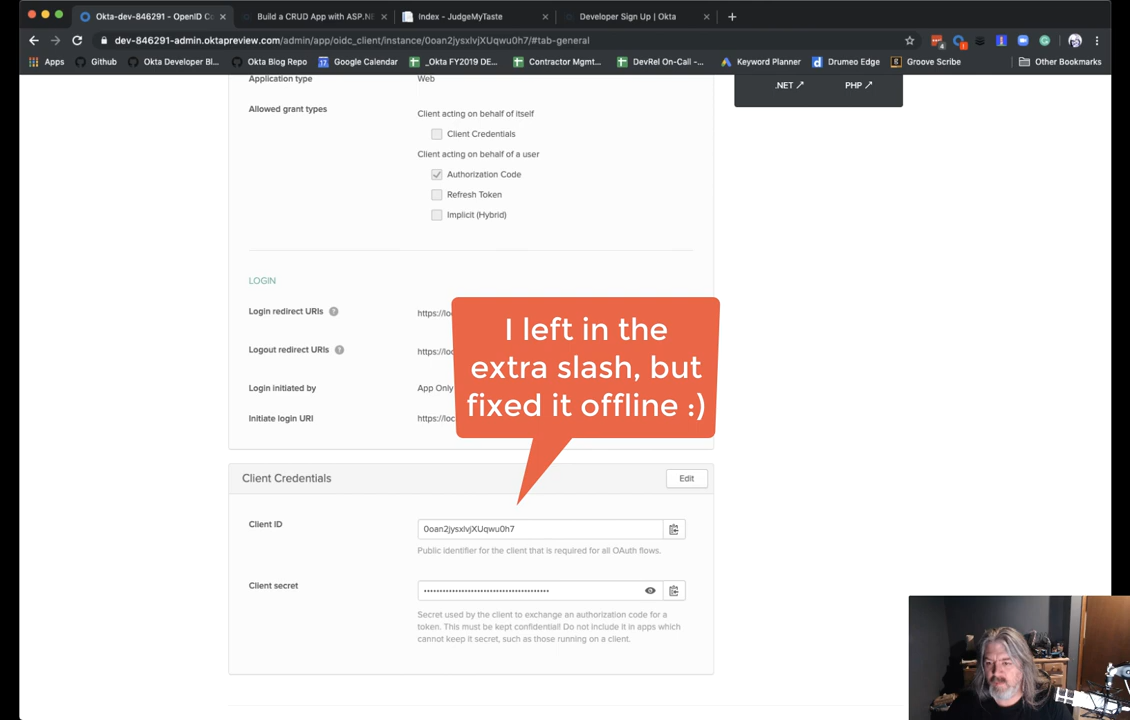 Okta-dev-846291 - OpenID C
Build a CRUD App with ASP.NE
Index - JudgeMyTaste
Developer Sign Up | Okta
dev-846291-admin.oktapreview.com/admin/app/oidc_client/instance/0oan2jysxlvjXUqwu0h7/#tab-general
Apps
Github
Okta Developer Bl...
Okta Blog Repo
Google Calendar
_Okta FY2019 DE...
Contractor Mgmt...
DevRel On-Call -...
Keyword Planner
Drumeo Edge
Groove Scribe
Other Bookmarks
.NET
PHP
Application type
Web
Allowed grant types
Client acting on behalf of itself
Client Credentials
Client acting on behalf of a user
Authorization Code
Refresh Token
Implicit (Hybrid)
LOGIN
Login redirect URIs
https://loc
Logout redirect URIs
https://loc
Login initiated by
App Only
Initiate login URI
https://loc
I left in the
extra slash, but
fixed it offline :)
Client Credentials
Edit
Client ID
0oan2jysxlvjXUqwu0h7
Public identifier for the client that is required for all OAuth flows.
Client secret
Secret used by the client to exchange an authorization code for a
token. This must be kept confidential! Do not include it in apps which
cannot keep it secret, such as those running on a client.